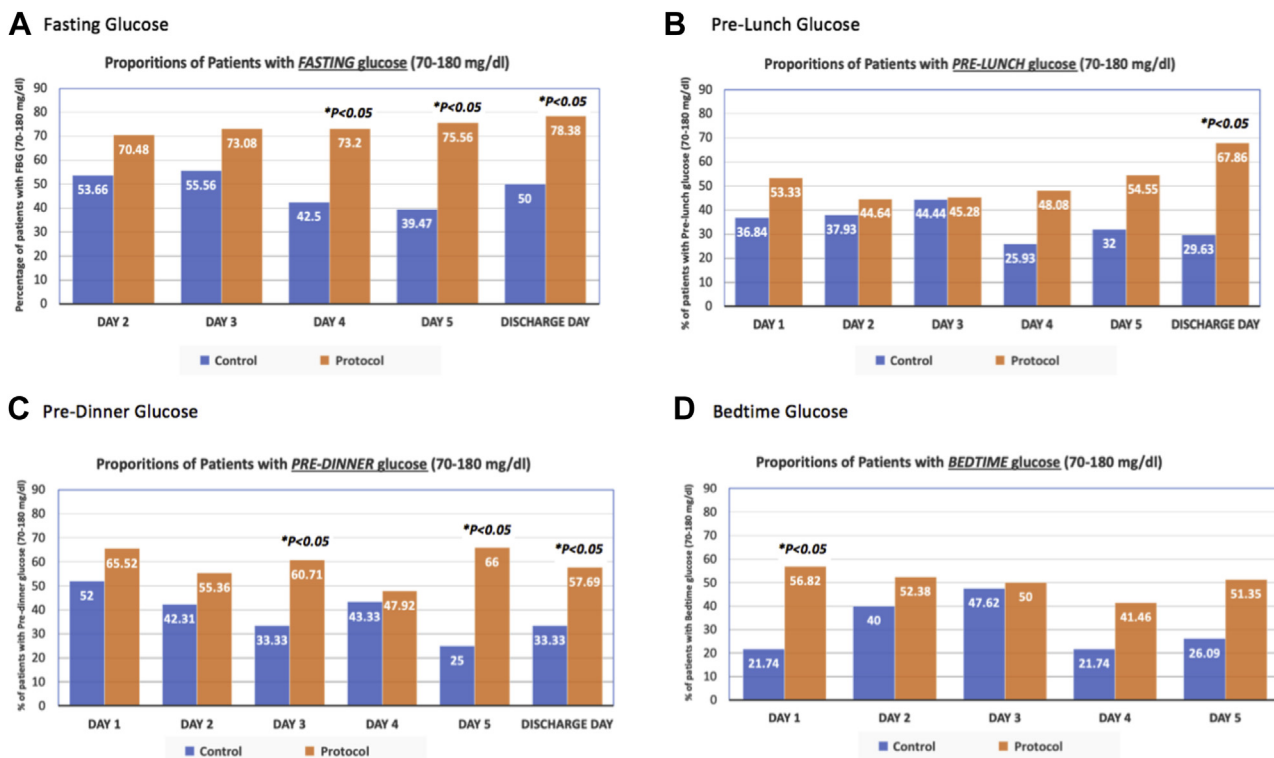 A Fasting Glucose
Proporitions of Patients with FASTING glucose (70-180 mg/dl)
Percentage of patients with FBG (70-180 mg/dl)
90
80
70
60
50
40
30
20
10
0
*P<0.05
*P<0.05
*P<0.05
53.66
70.48
55.56
73.08
42.5
73.2
39.47
75.56
50
78.38
DAY 2
DAY 3
DAY 4
DAY 5
DISCHARGE DAY
Control
Protocol
B Pre-Lunch Glucose
Proporitions of Patients with PRE-LUNCH glucose (70-180 mg/dl)
% of patients with Pre-lunch glucose (70-180 mg/dl)
90
80
70
60
50
40
30
20
10
0
*P<0.05
36.84
53.33
37.93
44.64
44.44
45.28
25.93
48.08
32
54.55
29.63
67.86
DAY 1
DAY 2
DAY 3
DAY 4
DAY 5
DISCHARGE DAY
Control
Protocol
C Pre-Dinner Glucose
Proporitions of Patients with PRE-DINNER glucose (70-180 mg/dl)
% of patients with Pre-dinner glucose (70-180 mg/dl)
90
80
70
60
50
40
30
20
10
0
*P<0.05
*P<0.05
*P<0.05
52
65.52
42.31
55.36
33.33
60.71
43.33
47.92
25
66
33.33
57.69
DAY 1
DAY 2
DAY 3
DAY 4
DAY 5
DISCHARGE DAY
Control
Protocol
D Bedtime Glucose
Proporitions of Patients with BEDTIME glucose (70-180 mg/dl)
% of patients with Bedtime glucose (70-180 mg/dl)
90
80
70
60
50
40
30
20
10
0
*P<0.05
21.74
56.82
40
52.38
47.62
50
21.74
41.46
26.09
51.35
DAY 1
DAY 2
DAY 3
DAY 4
DAY 5
Control
Protocol